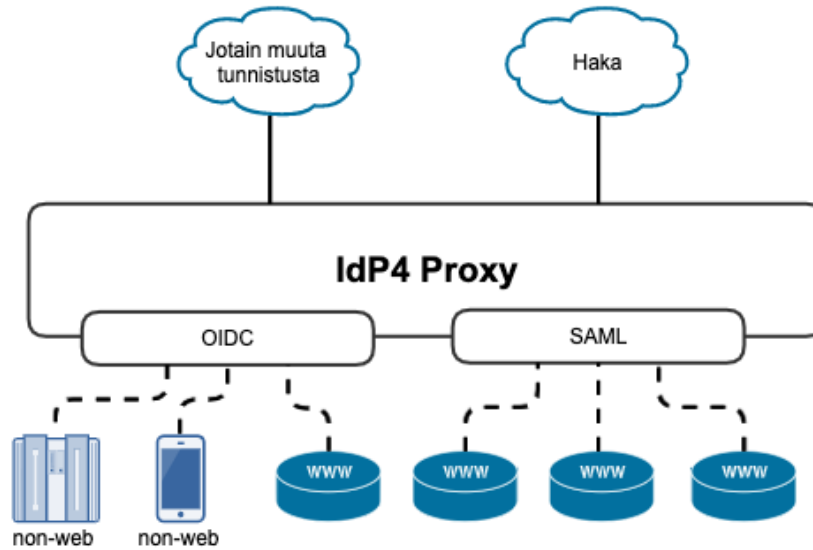 Jotain muuta
tunnistusta
Haka
IdP4 Proxy
OIDC
SAML
www
www
www
www
non-web
non-web